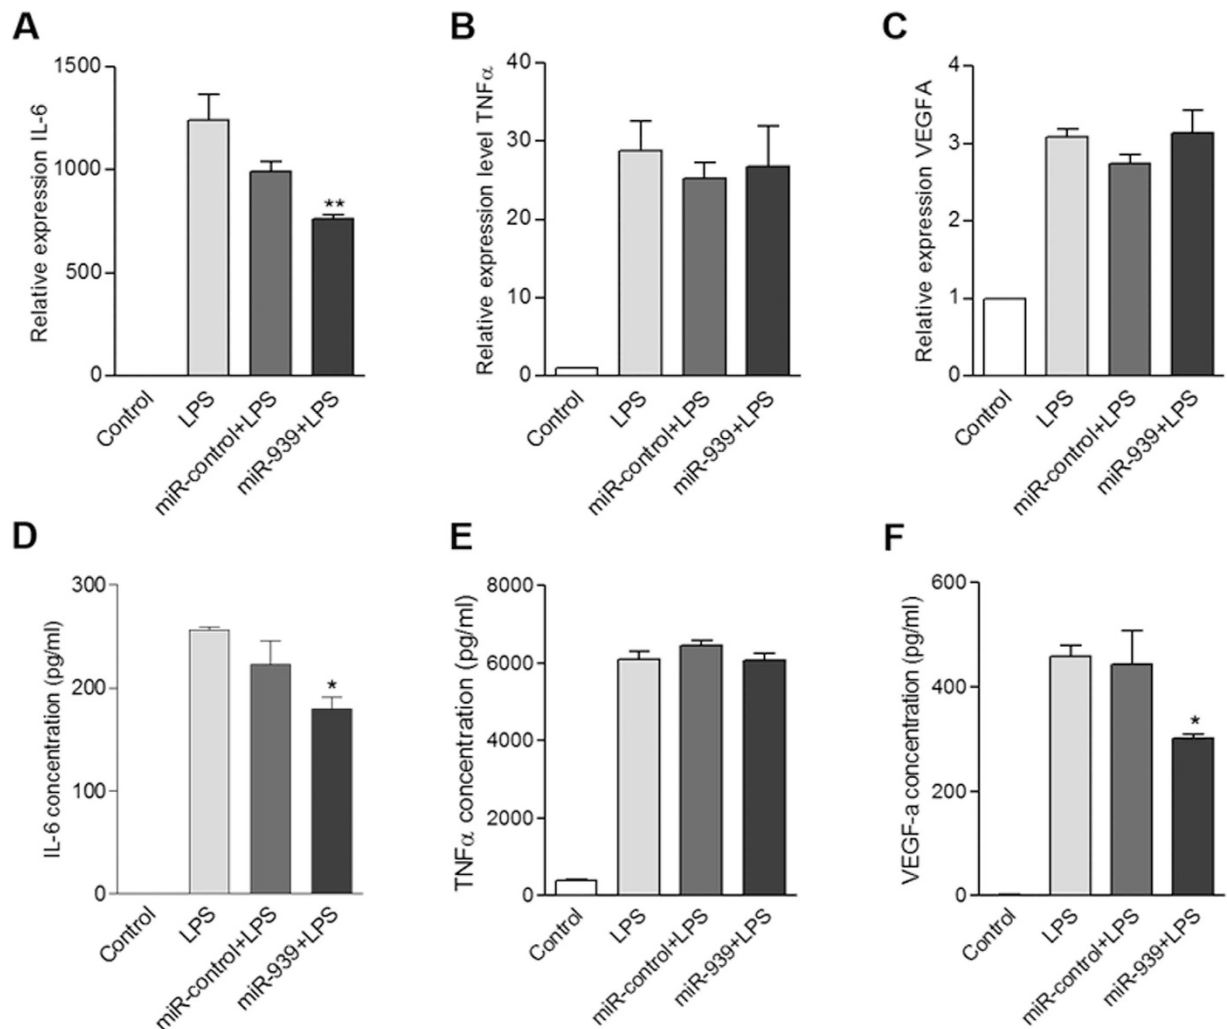 A
Relative expression IL-6
1500
1000
500
0
**
Control
LPS
miR-control+LPS
miR-939+LPS
B
Relative expression level TNFα
40
30
20
10
0
Control
LPS
miR-control+LPS
miR-939+LPS
C
Relative expression VEGFA
4
3
2
1
0
Control
LPS
miR-control+LPS
miR-939+LPS
D
IL-6 concentration (pg/ml)
300
200
100
0
*
Control
LPS
miR-control+LPS
miR-939+LPS
E
TNFα concentration (pg/ml)
8000
6000
4000
2000
0
Control
LPS
miR-control+LPS
miR-939+LPS
F
VEGF-a concentration (pg/ml)
600
400
200
0
*
Control
LPS
miR-control+LPS
miR-939+LPS